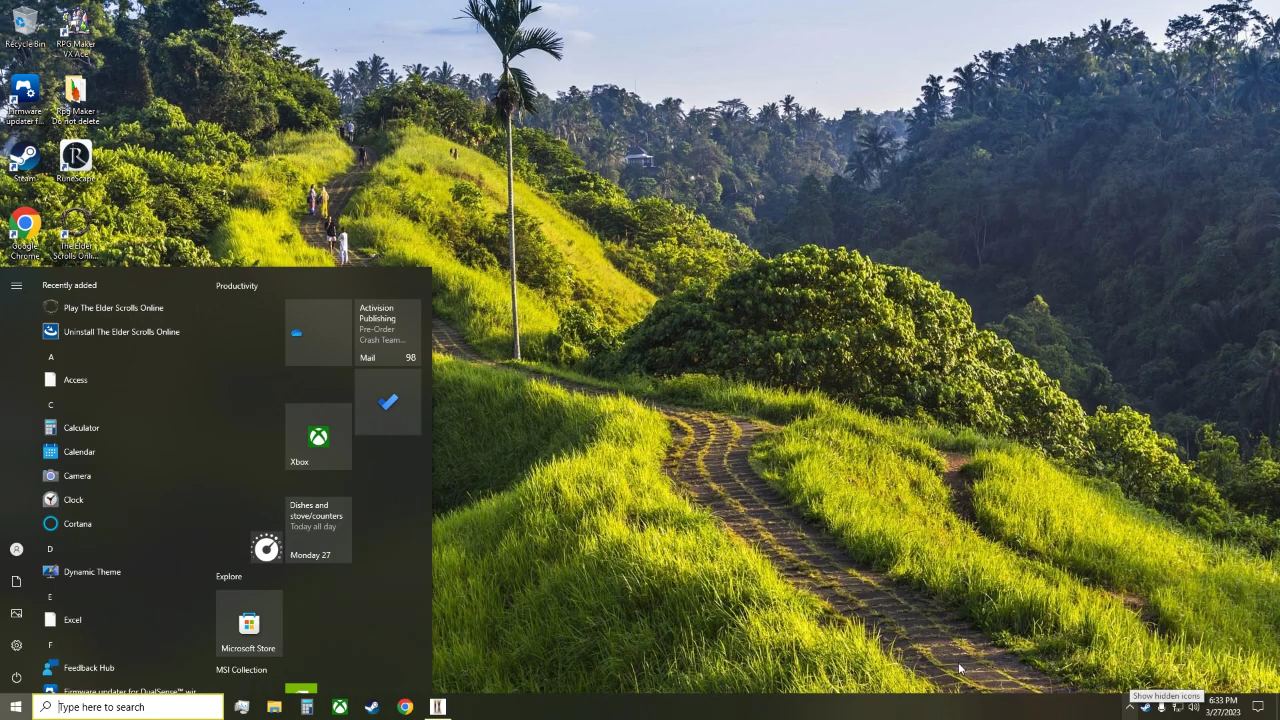 Recycle Bin
RPG Maker
VX Ace
Firmware
updater f...
Rpg Maker -
Do not delete
Steam
RuneScape
Google
Chrome
The Elder
Scrolls Onli...
Recently added
Play The Elder Scrolls Online
Uninstall The Elder Scrolls Online
A
Access
C
Calculator
Calendar
Camera
Clock
Cortana
D
Dynamic Theme
E
Excel
F
Feedback Hub
Firmware updater for DualSense™ wir
Productivity
Activision
Publishing
Pre-Order
Crash Team...
Mail 98
Xbox
Dishes and
stove/counters
Today all day
Monday 27
Explore
Microsoft Store
MSI Collection
Type here to search
Show hidden icons
6:33 PM
3/27/2023